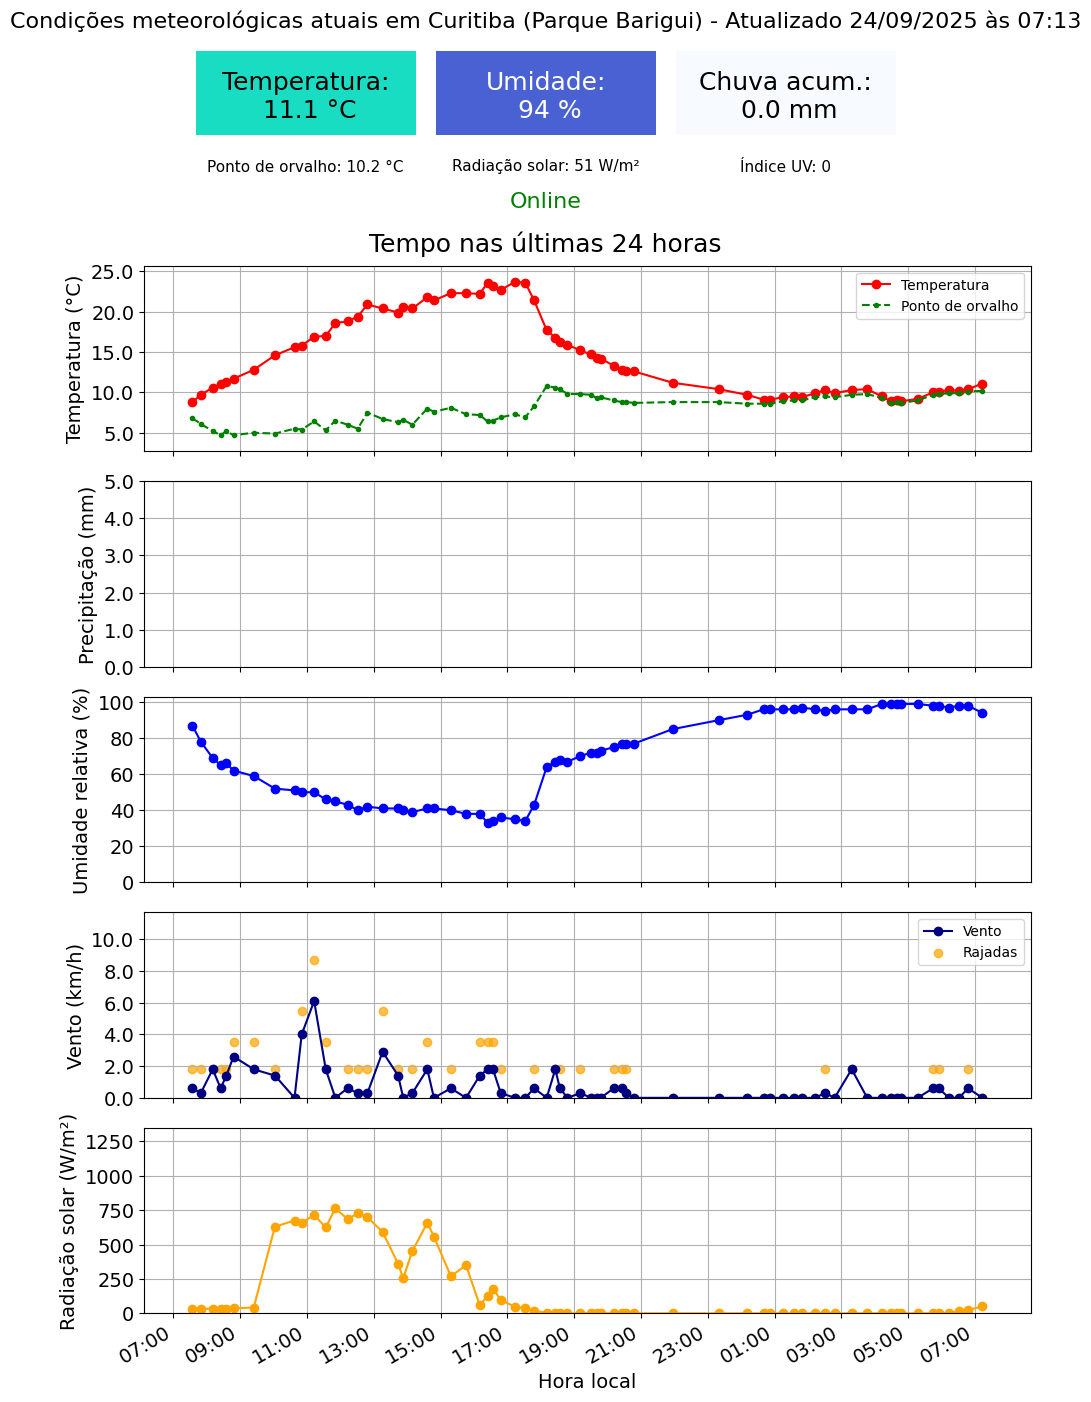 Condições meteorológicas atuais em Curitiba (Parque Barigui) - Atualizado 24/09/2025 às 07:13
Temperatura:
11.1 °C
Umidade:
94 %
Chuva acum.:
0.0 mm
Ponto de orvalho: 10.2 °C
Radiação solar: 51 W/m²
Índice UV: 0
Online
Tempo nas últimas 24 horas
Temperatura (°C)
25.0
20.0
15.0
10.0
5.0
Temperatura
Ponto de orvalho
Precipitação (mm)
5.0
4.0
3.0
2.0
1.0
0.0
Umidade relativa (%)
100
80
60
40
20
0
Vento (km/h)
10.0
8.0
6.0
4.0
2.0
0.0
Vento
Rajadas
Radiação solar (W/m²)
1250
1000
750
500
250
0
07:00 09:00 11:00 13:00 15:00 17:00 19:00 21:00 23:00 01:00 03:00 05:00 07:00
Hora local